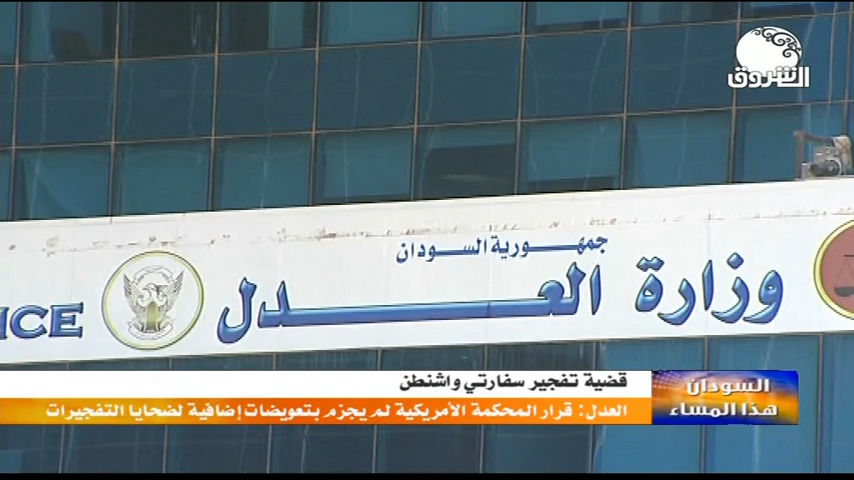 الشروق
جمهورية السودان
وزارة العدل
ICE
قضية تفجير سفارتي واشنطن
السودان
هذا المساء
العدل: قرار المحكمة الأمريكية لم يجزم بتعويضات إضافية لضحايا التفجيرات